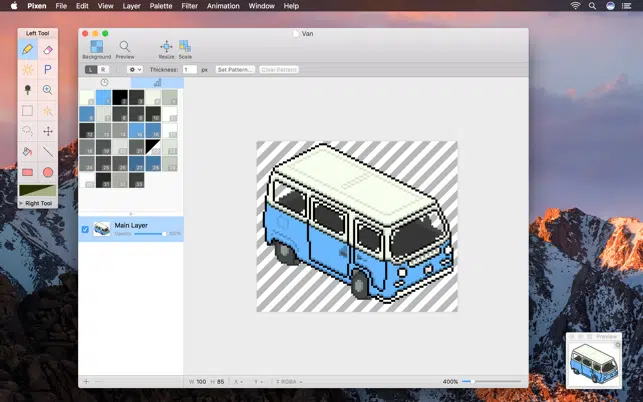 Pixen File Edit View Layer Palette Filter Animation Window Help
Left Tool
P
Right Tool
Van
Background Preview Resize Scale
L R Thickness: 1 px Set Pattern... Clear Pattern
Main Layer
Opacity 100%
W 100 H 85 X - Y - RGBA 400%
Preview